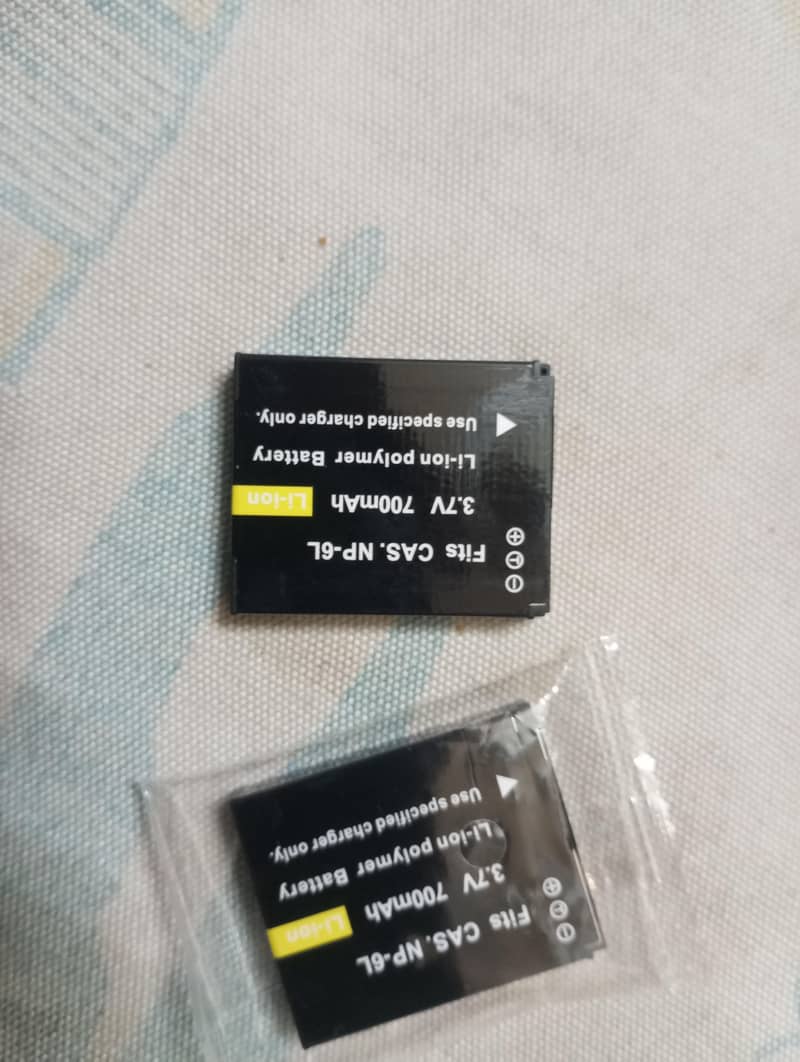 Fits CAS. NP-6L
3.7V 700mAh Li-ion
Li-ion polymer Battery
Use specified charger only.
Fits CAS. NP-6L
3.7V 700mAh Li-ion
Li-ion polymer Battery
Use specified charger only.